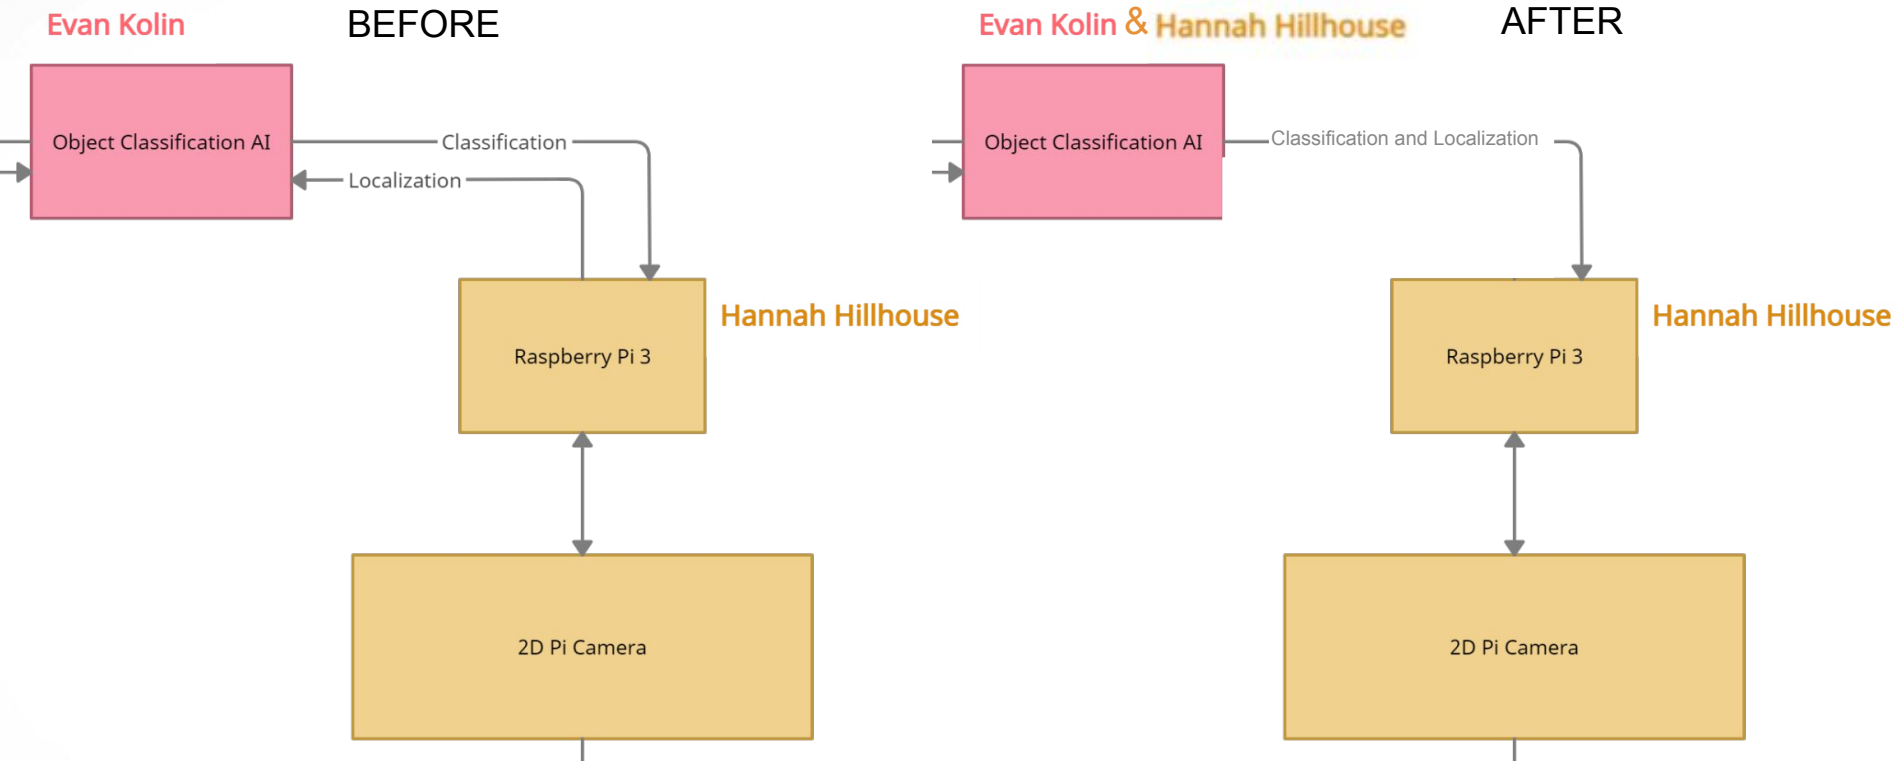 Evan Kolin
BEFORE
Object Classification AI
Classification
Localization
Hannah Hillhouse
Raspberry Pi 3
2D Pi Camera
Evan Kolin & Hannah Hillhouse
AFTER
Object Classification AI
Classification and Localization
Hannah Hillhouse
Raspberry Pi 3
2D Pi Camera